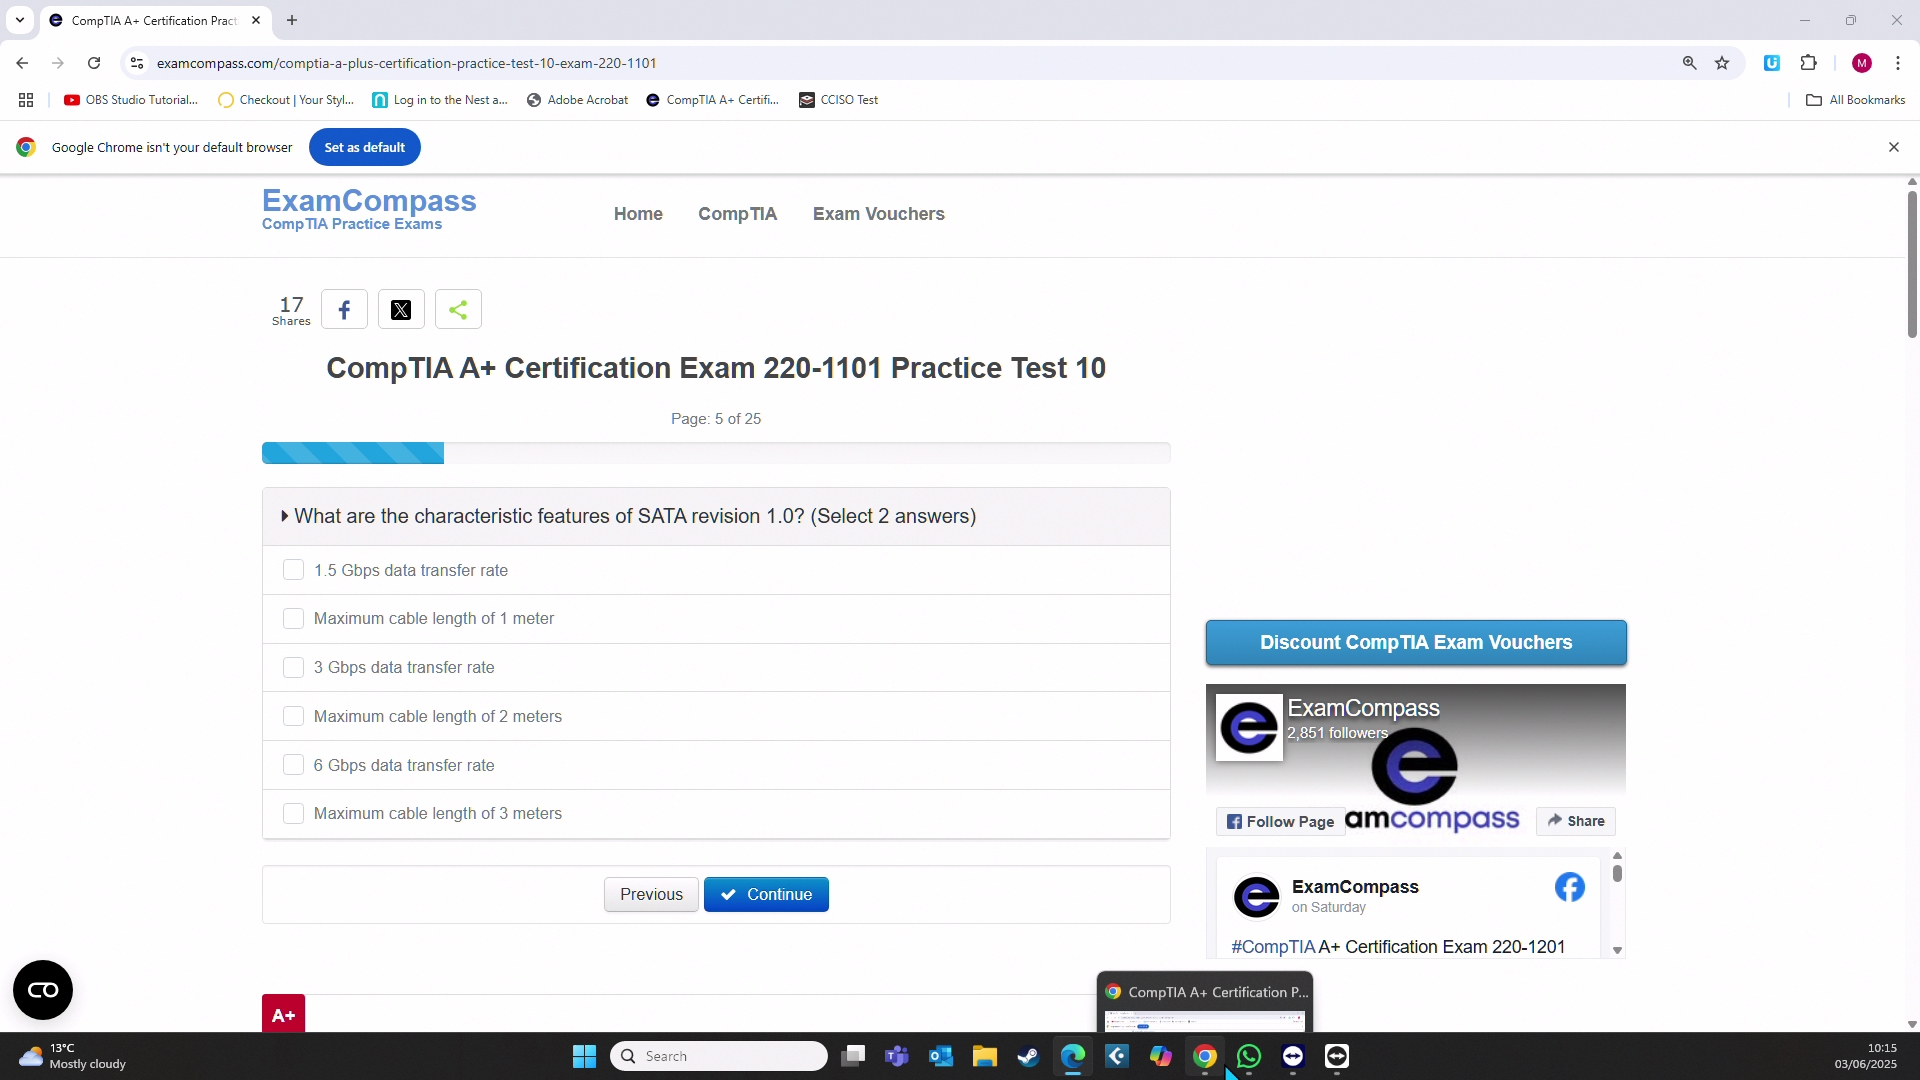 CompTIA A+ Certification Pract
examcompass.com/comptia-a-plus-certification-practice-test-10-exam-220-1101
M
OBS Studio Tutorial...
Checkout | Your Styl...
Log in to the Nest a...
Adobe Acrobat
CompTIA A+ Certifi...
CCISO Test
All Bookmarks
Google Chrome isn't your default browser
Set as default
ExamCompass
CompTIA Practice Exams
Home
CompTIA
Exam Vouchers
17
Shares
CompTIA A+ Certification Exam 220-1101 Practice Test 10
Page: 5 of 25
What are the characteristic features of SATA revision 1.0? (Select 2 answers)
1.5 Gbps data transfer rate
Maximum cable length of 1 meter
3 Gbps data transfer rate
Maximum cable length of 2 meters
6 Gbps data transfer rate
Maximum cable length of 3 meters
Previous
Continue
Discount CompTIA Exam Vouchers
ExamCompass
2,851 followers
Follow Page
amcompass
Share
ExamCompass
on Saturday
#CompTIA A+ Certification Exam 220-1201
A+
CompTIA A+ Certification P...
13°C
Mostly cloudy
Search
10:15
03/06/2025